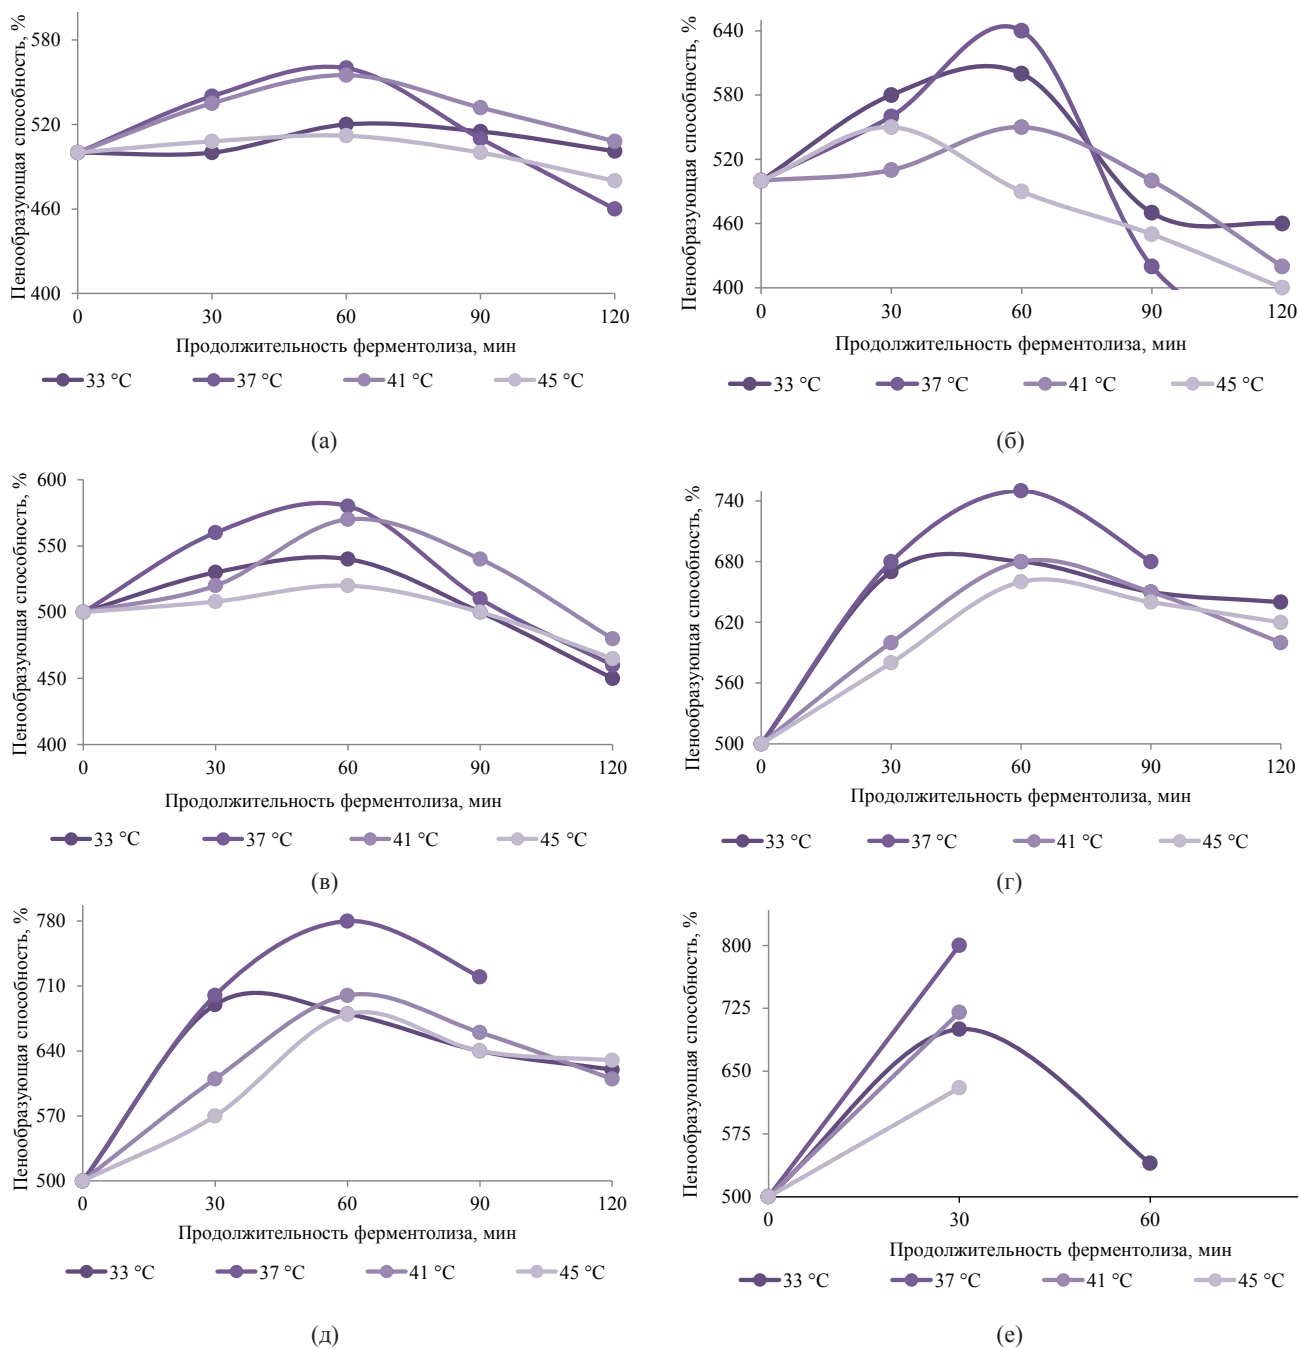 Пенообразующая способность, %
580
520
460
400
0 30 60 90 120
Продолжительность ферментолиза, мин
33 °C 37 °C 41 °C 45 °C
(а)
Пенообразующая способность, %
640
580
520
460
400
0 30 60 90 120
Продолжительность ферментолиза, мин
33 °C 37 °C 41 °C 45 °C
(б)
Пенообразующая способность, %
600
550
500
450
400
0 30 60 90 120
Продолжительность ферментолиза, мин
33 °C 37 °C 41 °C 45 °C
(в)
Пенообразующая способность, %
740
680
620
560
500
0 30 60 90 120
Продолжительность ферментолиза, мин
33 °C 37 °C 41 °C 45 °C
(г)
Пенообразующая способность, %
780
710
640
570
500
0 30 60 90 120
Продолжительность ферментолиза, мин
33 °C 37 °C 41 °C 45 °C
(д)
Пенообразующая способность, %
800
725
650
575
500
0 30 60
Продолжительность ферментолиза, мин
33 °C 37 °C 41 °C 45 °C
(е)